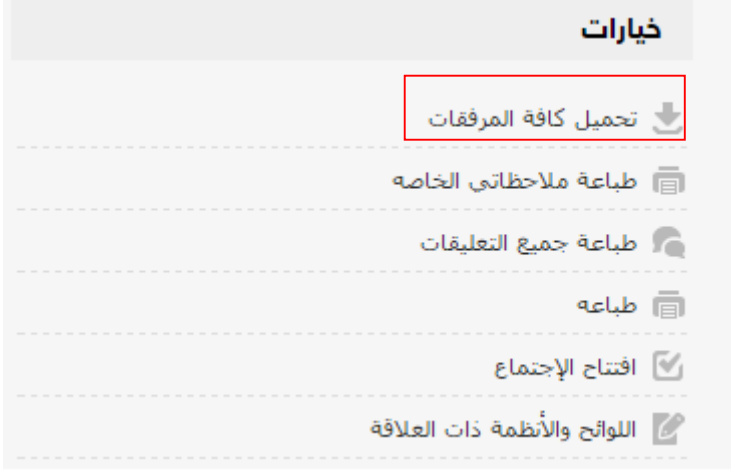 خيارات
تحميل كافة المرفقات
طباعة ملاحظاتي الخاصه
طباعة جميع التعليقات
طباعه
افتتاح الإجتماع
اللوائح والأنظمة ذات العلاقة